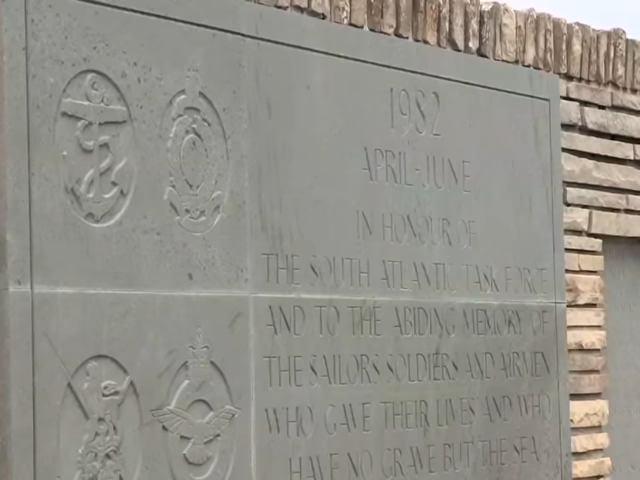 1982
APRIL-JUNE
IN HONOUR OF
THE SOUTH ATLANTIC TASK FORCE
AND TO THE ABIDING MEMORY OF
THE SAILORS SOLDIERS AND AIRMEN
WHO GAVE THEIR LIVES AND WHO
HAVE NO GRAVE BUT THE SEA